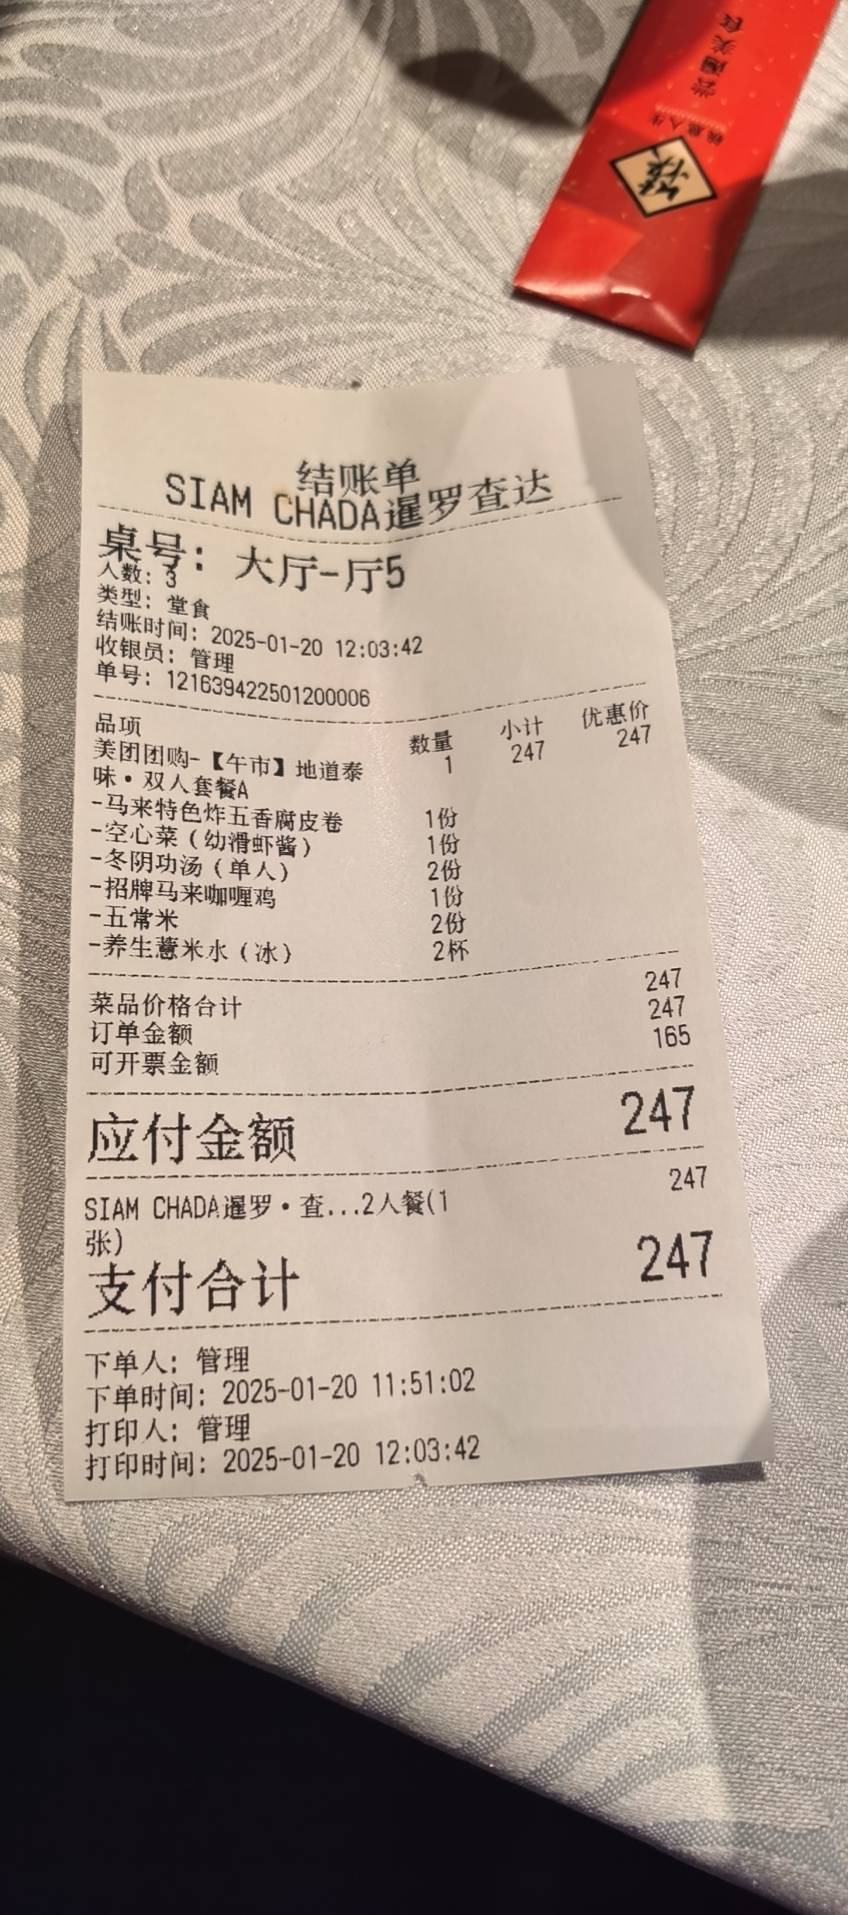 尝遍美食
筷意人生
筷
结账单
SIAM CHADA暹罗查达
桌号：大厅-厅5
人数：3
类型：堂食
结账时间：2025-01-20 12:03:42
收银员：管理
单号：121639422501200006
品项 数量 小计 优惠价
美团团购-【午市】地道泰 1 247 247
味·双人套餐A
-马来特色炸五香腐皮卷 1份
-空心菜（幼滑虾酱） 1份
-冬阴功汤（单人） 2份
-招牌马来咖喱鸡 1份
-五常米 2份
-养生薏米水（冰） 2杯
菜品价格合计 247
订单金额 247
可开票金额 165
应付金额 247
SIAM CHADA暹罗·查...2人餐(1 247
张)
支付合计 247
下单人：管理
下单时间：2025-01-20 11:51:02
打印人：管理
打印时间：2025-01-20 12:03:42